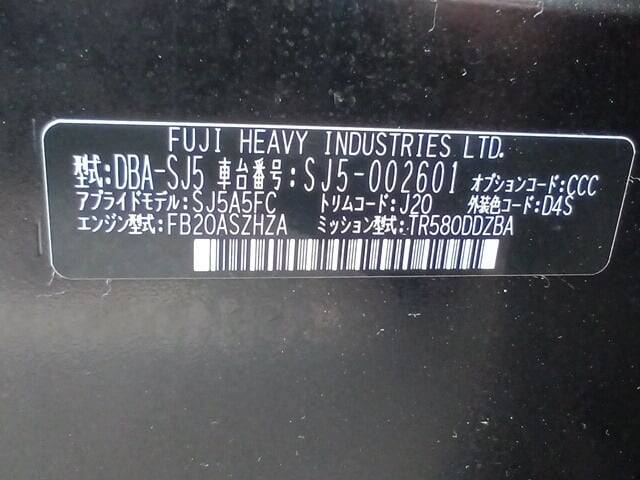 FUJI HEAVY INDUSTRIES LTD.
型式:DBA-SJ5 車台番号:SJ5-002601 オプションコード:CCC
アプライドモデル:SJ5A5FC トリムコード:J20 外装色コード:D4S
エンジン型式:FB20ASZHZA ミッション型式:TR580DDZBA